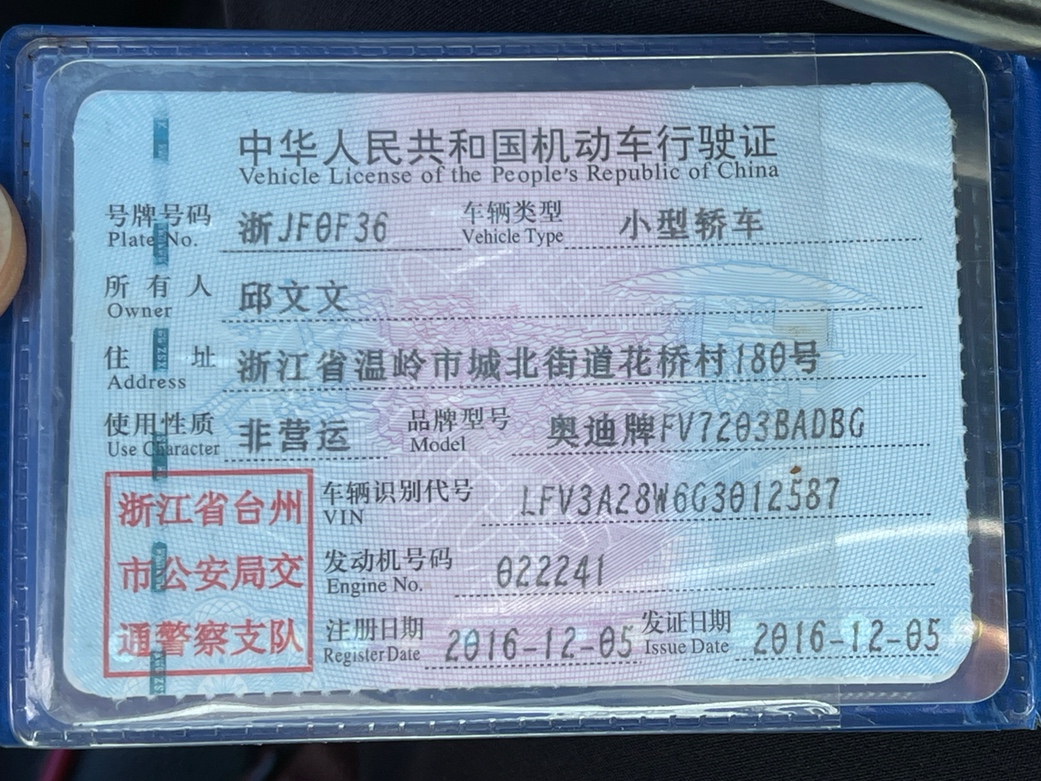 中华人民共和国机动车行驶证
Vehicle License of the People's Republic of China
号牌号码 浙JF0F36 车辆类型 小型轿车
Plate No. Vehicle Type
所有人 邱文文
Owner
住址 浙江省温岭市城北街道花桥村180号
Address
使用性质 非营运 品牌型号 奥迪牌FV7203BADBG
Use Character Model
浙江省台州
市公安局交
通警察支队
车辆识别代号 LFV3A28W6G3012587
VIN
发动机号码 022241
Engine No.
注册日期 2016-12-05 发证日期 2016-12-05
Register Date Issue Date